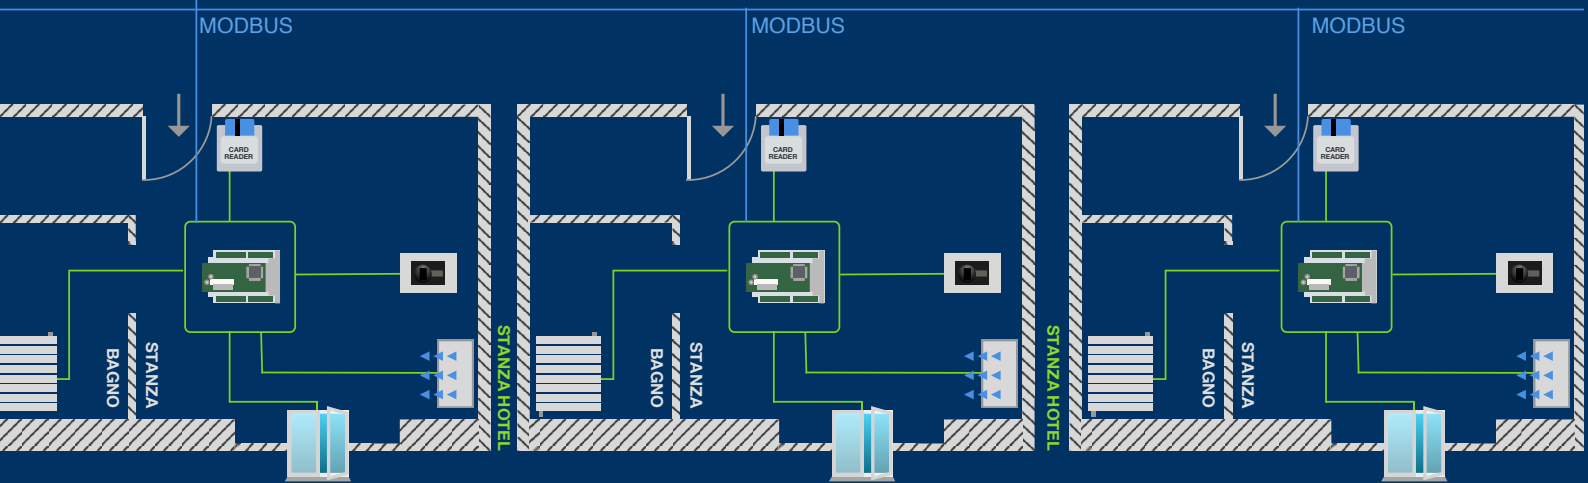 MODBUS
MODBUS
MODBUS
CARD
READER
CARD
READER
CARD
READER
BAGNO
STANZA
STANZA HOTEL
BAGNO
STANZA
STANZA HOTEL
BAGNO
STANZA